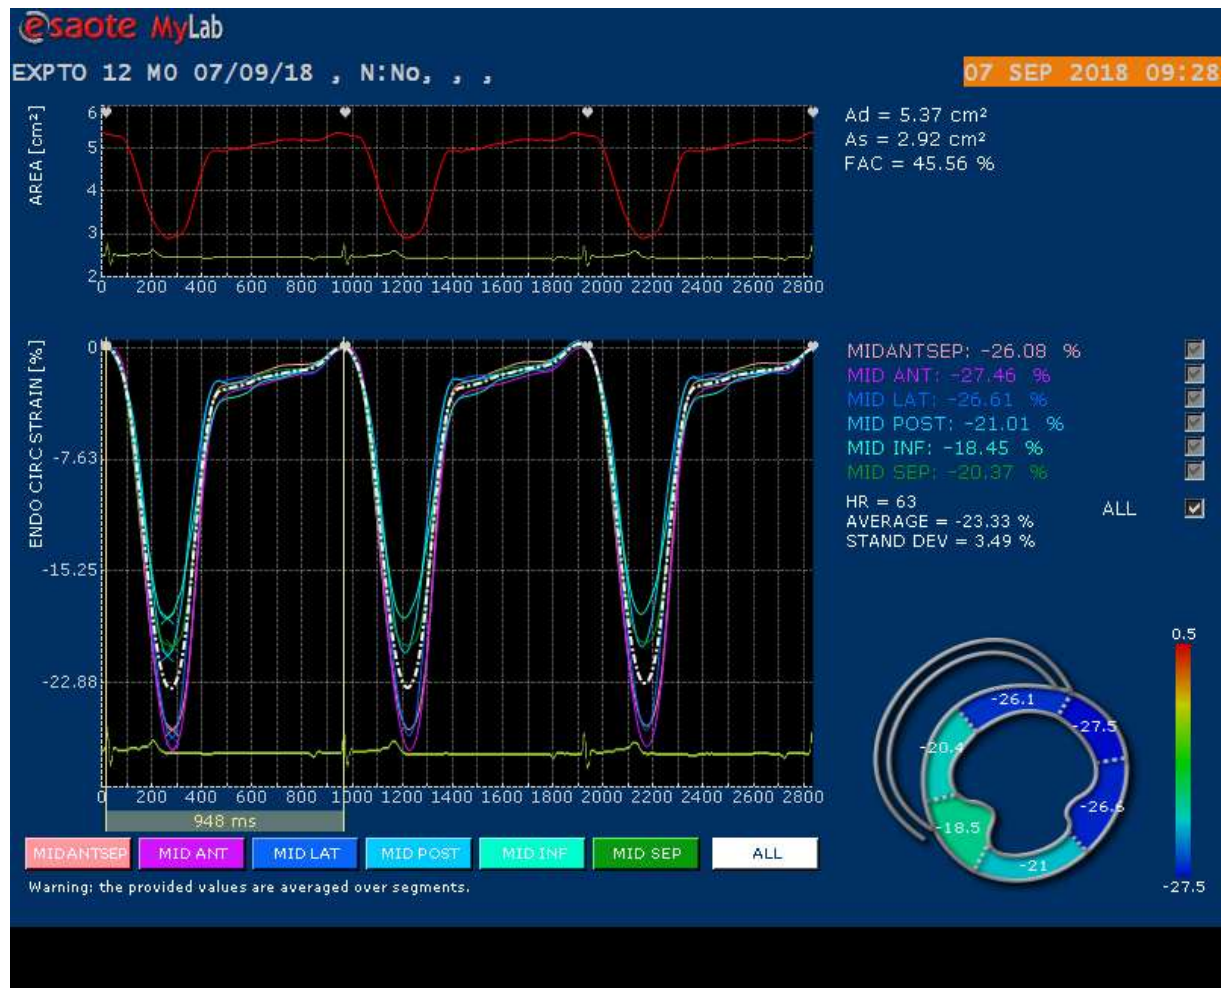 esaote MyLab
EXPTO 12 MO 07/09/18 , N:No, , ,
07 SEP 2018 09:28
AREA [cm²]
6
5
4
3
2
0 200 400 600 800 1000 1200 1400 1600 1800 2000 2200 2400 2600 2800
Ad = 5.37 cm²
As = 2.92 cm²
FAC = 45.56 %
ENDO CIRC STRAIN [%]
0
-7.63
-15.25
-22.88
0 200 400 600 800 1000 1200 1400 1600 1800 2000 2200 2400 2600 2800
948 ms
MIDANTSEP: -26.08 %
MID ANT: -27.46 %
MID LAT: -26.61 %
MID POST: -21.01 %
MID INF: -18.45 %
MID SEP: -20.37 %
HR = 63
AVERAGE = -23.33 %
STAND DEV = 3.49 %
ALL
0.5
-26.1
-27.5
-20.4
-26.6
-18.5
-21
-27.5
MIDANTSEP MID ANT MID LAT MID POST MID INF MID SEP ALL
Warning: the provided values are averaged over segments.